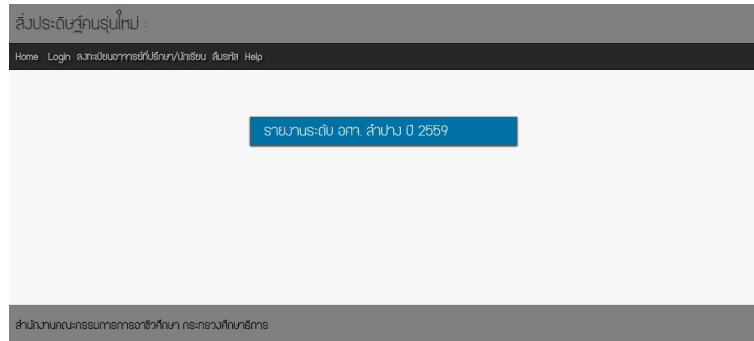 สิ่งประดิษฐ์คนรุ่นใหม่ :
Home Login ลงทะเบียนอาจารย์ที่ปรึกษา/นักเรียน ลืมรหัส Help
รายงานระดับ อศจ. ลำปาง ปี 2559
สำนักงานคณะกรรมการการอาชีวศึกษา กระทรวงศึกษาธิการ